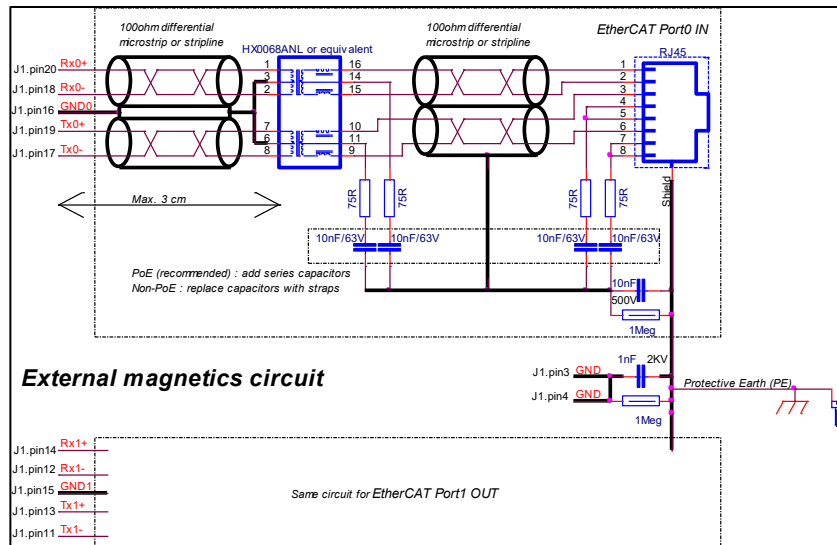 100ohm differential
microstrip or stripline
HX0068ANL or equivalent
100ohm differential
microstrip or stripline
EtherCAT Port0 IN
RJ45
J1.pin20 Rx0+
J1.pin18 Rx0-
J1.pin16 GND0
J1.pin19 Tx0+
J1.pin17 Tx0-
1
3
2
7
6
8
16
14
15
10
11
9
1
2
3
4
5
6
7
8
Shield
Max. 3 cm
75R
75R
75R
75R
10nF/63V
10nF/63V
10nF/63V
10nF/63V
PoE (recommended) : add series capacitors
Non-PoE : replace capacitors with straps
10nF
500V
1Meg
External magnetics circuit
J1.pin3 GND
1nF
2KV
J1.pin4 GND
1Meg
Protective Earth (PE)
J1.pin14 Rx1+
J1.pin12 Rx1-
J1.pin15 GND1
J1.pin13 Tx1+
J1.pin11 Tx1-
Same circuit for EtherCAT Port1 OUT